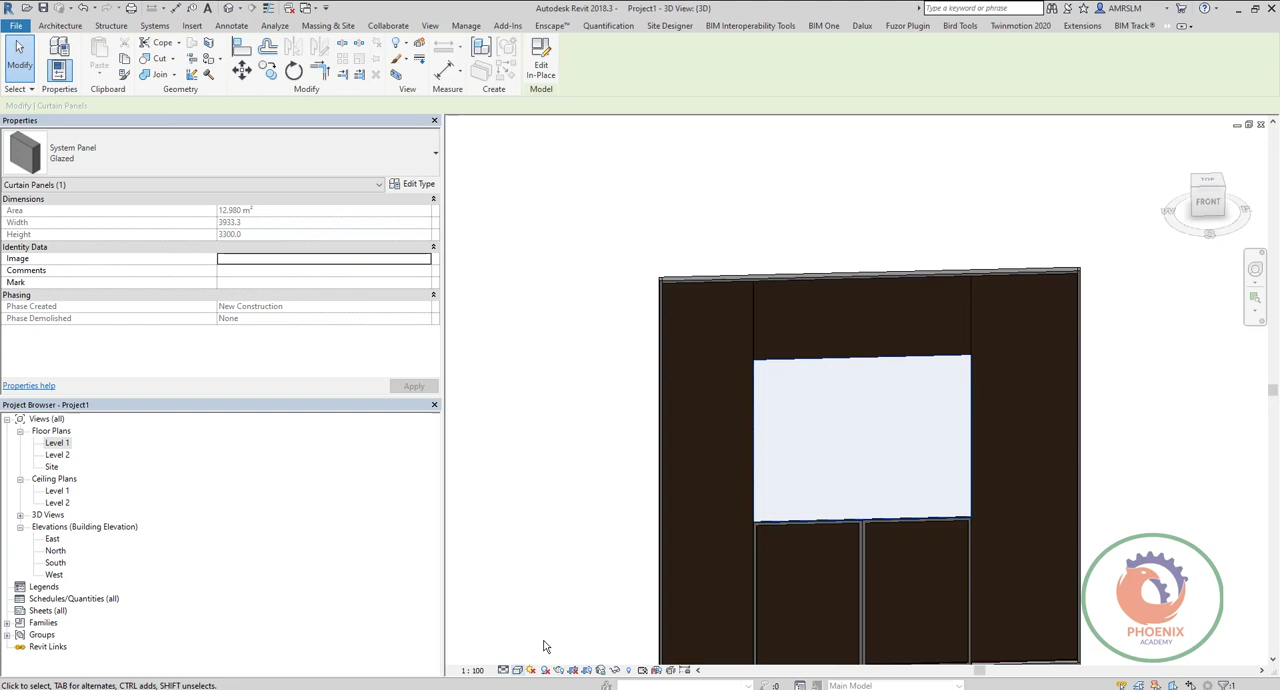 Autodesk Revit 2018.3 - Project1 - 3D View: {3D}
Type a keyword or phrase
AMRSLM
File Architecture Structure Systems Insert Annotate Analyze Massing & Site Collaborate View Manage Add-Ins Enscape™ Quantification Site Designer BIM Interoperability Tools BIM One Dalux Fuzor Plugin Bird Tools Twinmotion 2020 Extensions BIM Track®
Modify
Paste
Cope
Cut
Join
Edit
In-Place
Select Properties Clipboard Geometry Modify View Measure Create Model
Modify | Curtain Panels
Properties
System Panel
Glazed
Curtain Panels (1)
Edit Type
Dimensions
Area 12.980 m²
Width 3933.3
Height 3300.0
Identity Data
Image
Comments
Mark
Phasing
Phase Created New Construction
Phase Demolished None
Properties help
Apply
Project Browser - Project1
Views (all)
Floor Plans
Level 1
Level 2
Site
Ceiling Plans
Level 1
Level 2
3D Views
Elevations (Building Elevation)
East
North
South
West
Legends
Schedules/Quantities (all)
Sheets (all)
Families
Groups
Revit Links
TOP
FRONT
PHOENIX
ACADEMY
1 : 100
Click to select, TAB for alternates, CTRL adds, SHIFT unselects.
:0
Main Model
:1